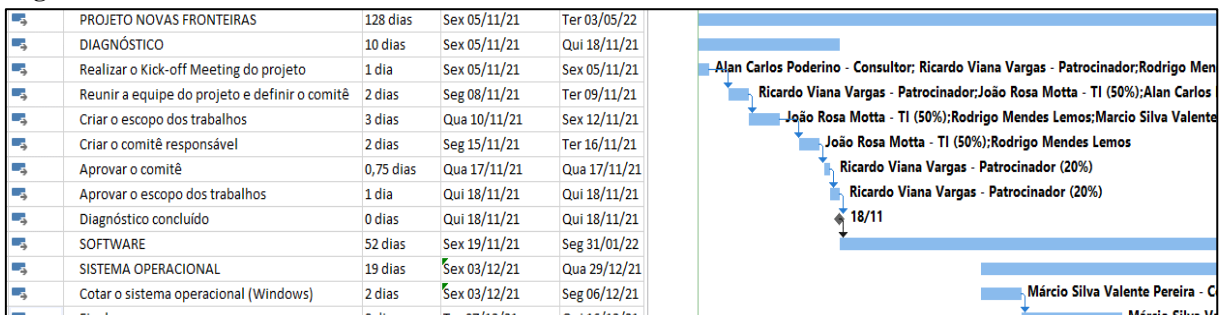 PROJETO NOVAS FRONTEIRAS 128 dias Sex 05/11/21 Ter 03/05/22
DIAGNÓSTICO 10 dias Sex 05/11/21 Qui 18/11/21
Realizar o Kick-off Meeting do projeto 1 dia Sex 05/11/21 Sex 05/11/21 Alan Carlos Poderino - Consultor; Ricardo Viana Vargas - Patrocinador;Rodrigo Men
Reunir a equipe do projeto e definir o comitê 2 dias Seg 08/11/21 Ter 09/11/21 Ricardo Viana Vargas - Patrocinador;João Rosa Motta - TI (50%);Alan Carlos
Criar o escopo dos trabalhos 3 dias Qua 10/11/21 Sex 12/11/21 João Rosa Motta - TI (50%);Rodrigo Mendes Lemos;Marcio Silva Valente
Criar o comitê responsável 2 dias Seg 15/11/21 Ter 16/11/21 João Rosa Motta - TI (50%);Rodrigo Mendes Lemos
Aprovar o comitê 0,75 dias Qua 17/11/21 Qua 17/11/21 Ricardo Viana Vargas - Patrocinador (20%)
Aprovar o escopo dos trabalhos 1 dia Qui 18/11/21 Qui 18/11/21 Ricardo Viana Vargas - Patrocinador (20%)
Diagnóstico concluído 0 dias Qui 18/11/21 Qui 18/11/21 18/11
SOFTWARE 52 dias Sex 19/11/21 Seg 31/01/22
SISTEMA OPERACIONAL 19 dias Sex 03/12/21 Qua 29/12/21
Cotar o sistema operacional (Windows) 2 dias Sex 03/12/21 Seg 06/12/21 Márcio Silva Valente Pereira - C